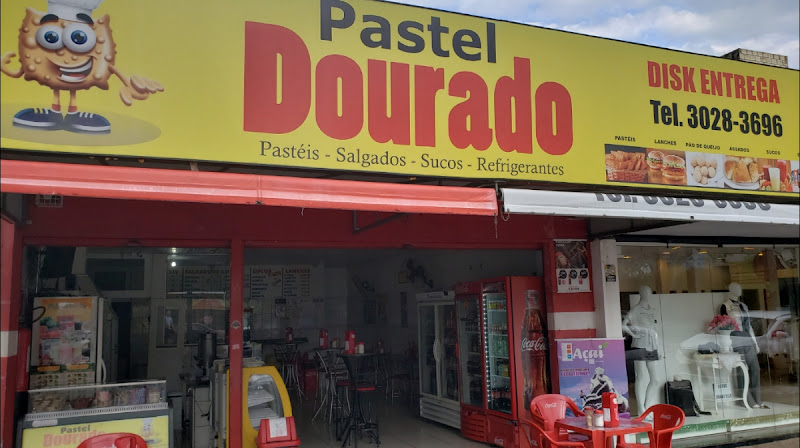 Pastel
Dourado
Pastéis - Salgados - Sucos - Refrigerantes
DISK ENTREGA
Tel. 3028-3696
PASTÉIS LANCHES PÃO DE QUEIJO ASSADOS SUCOS
Açaí
Coca-Cola
Pastel
Dourado